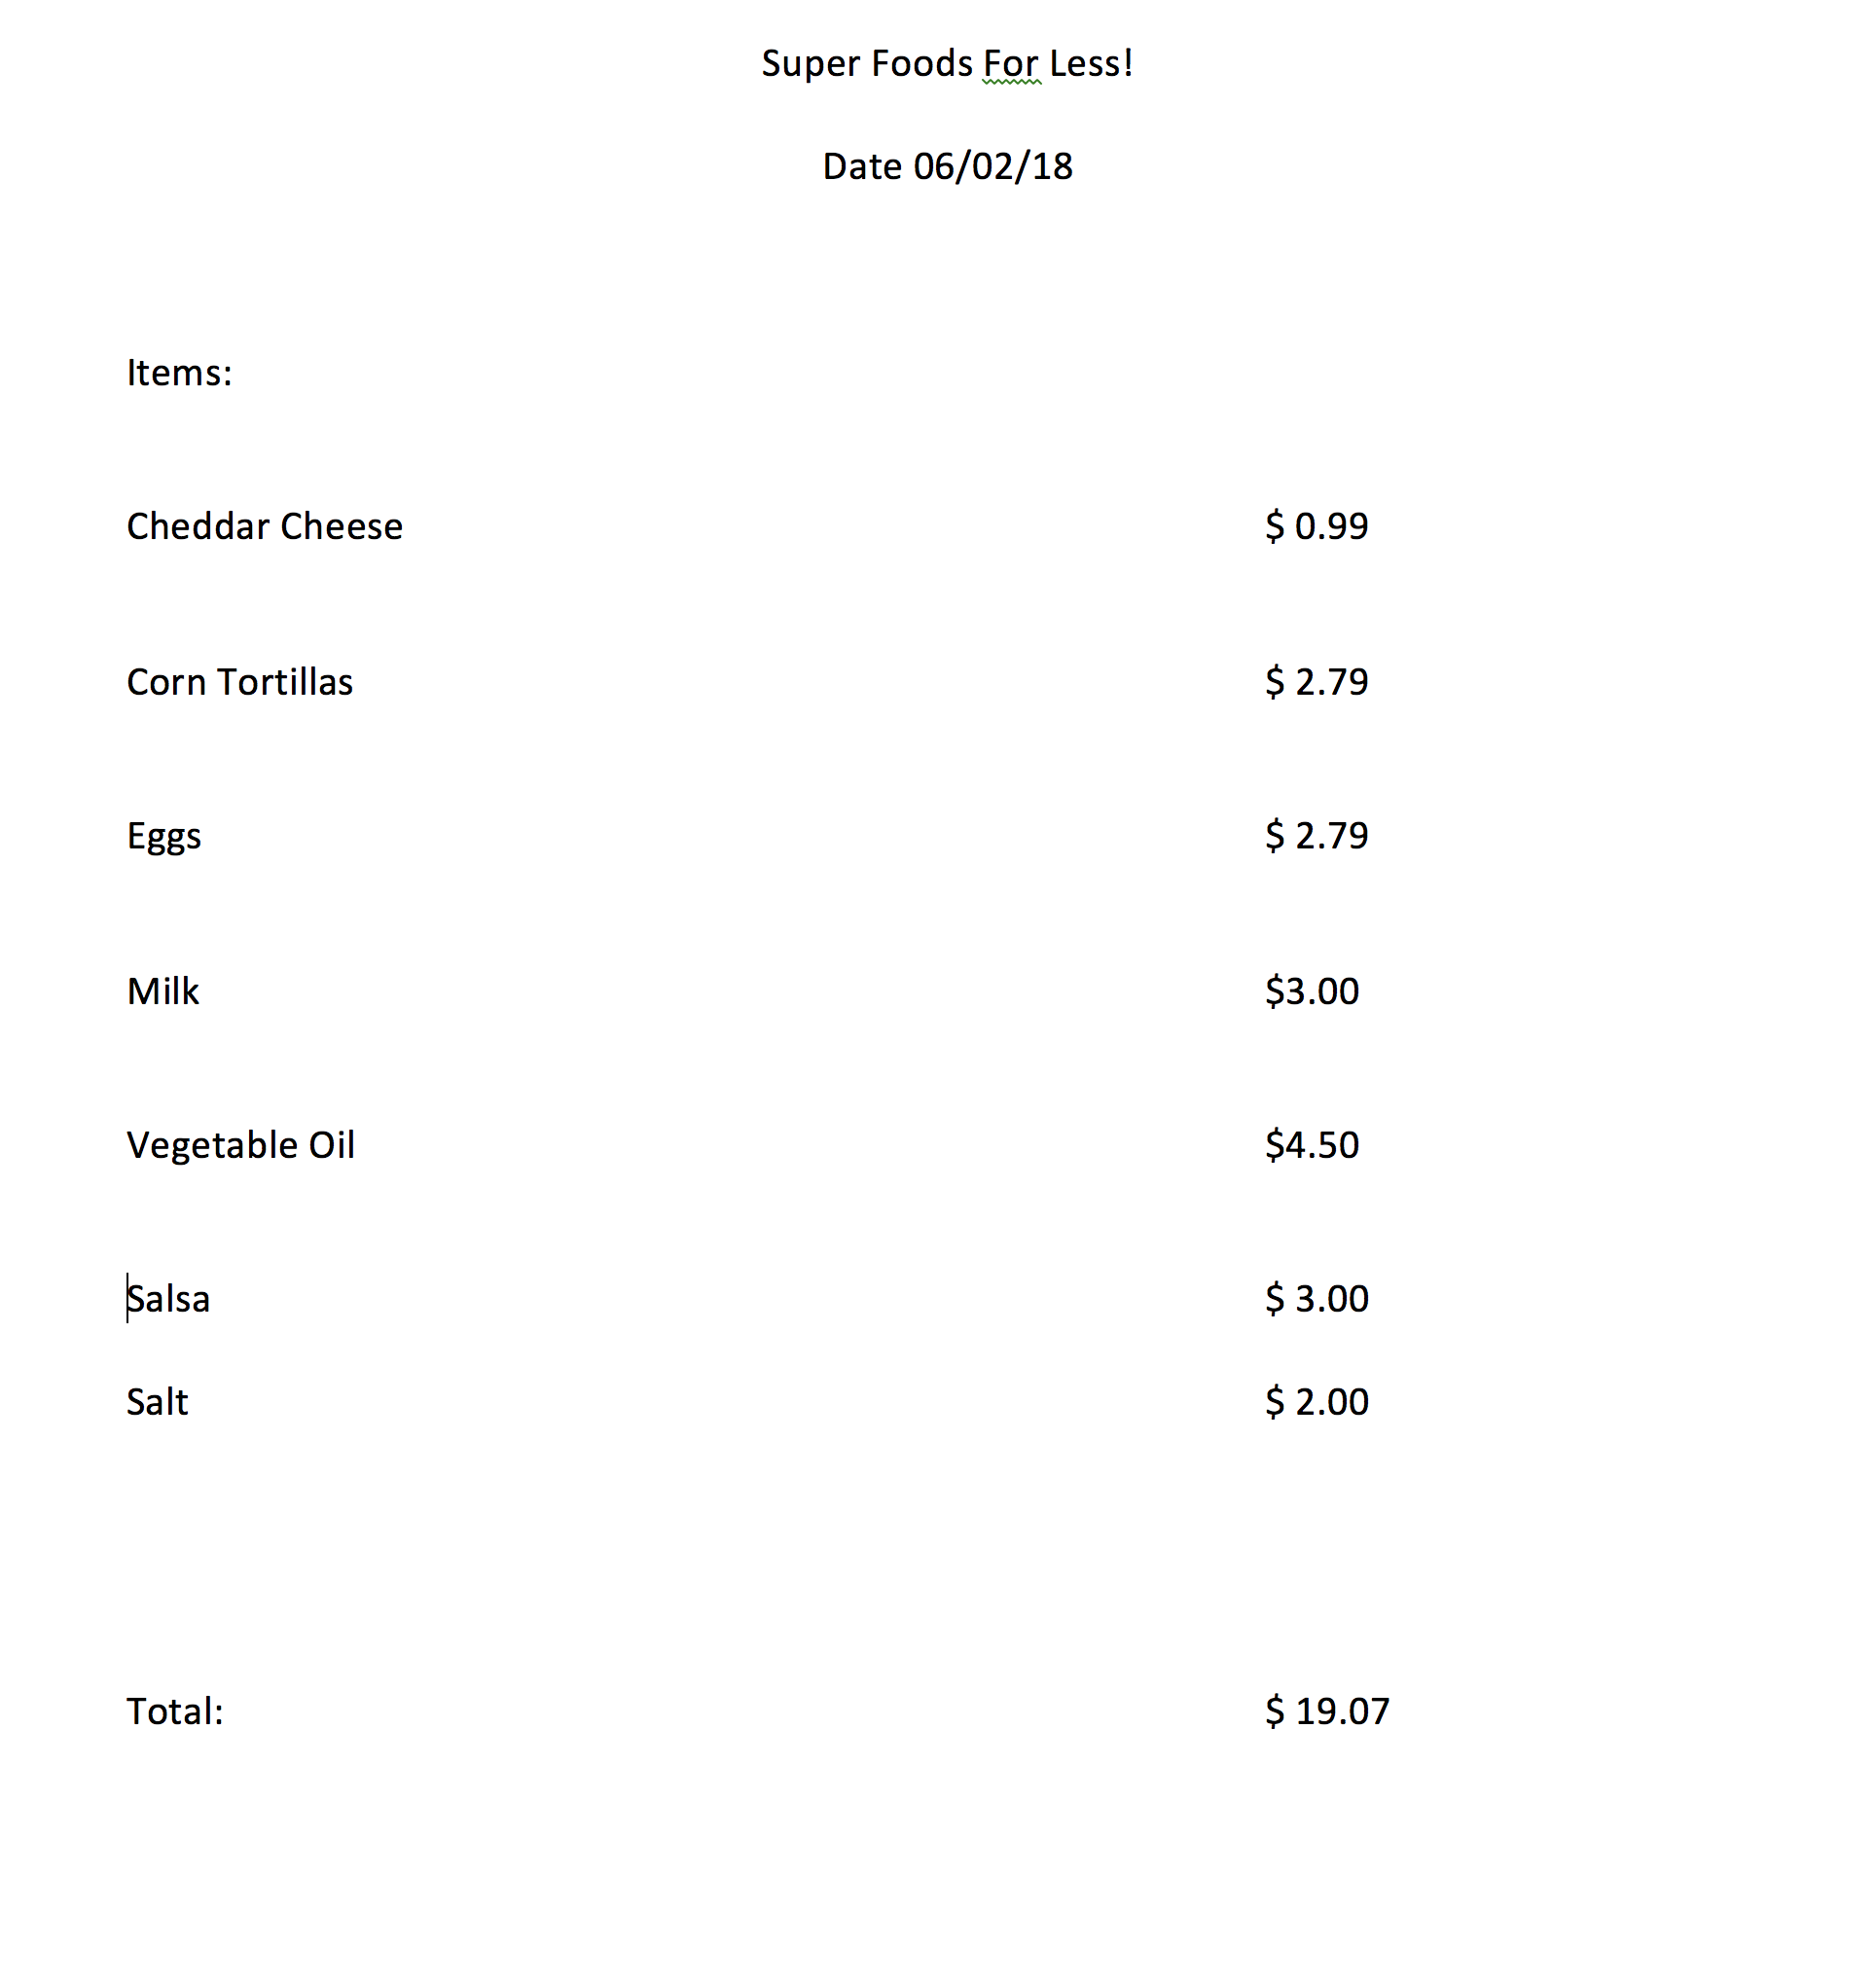 Super Foods For Less!
Date 06/02/18
Items:
Cheddar Cheese $ 0.99
Corn Tortillas $ 2.79
Eggs $ 2.79
Milk $3.00
Vegetable Oil $4.50
Salsa $ 3.00
Salt $ 2.00
Total: $ 19.07